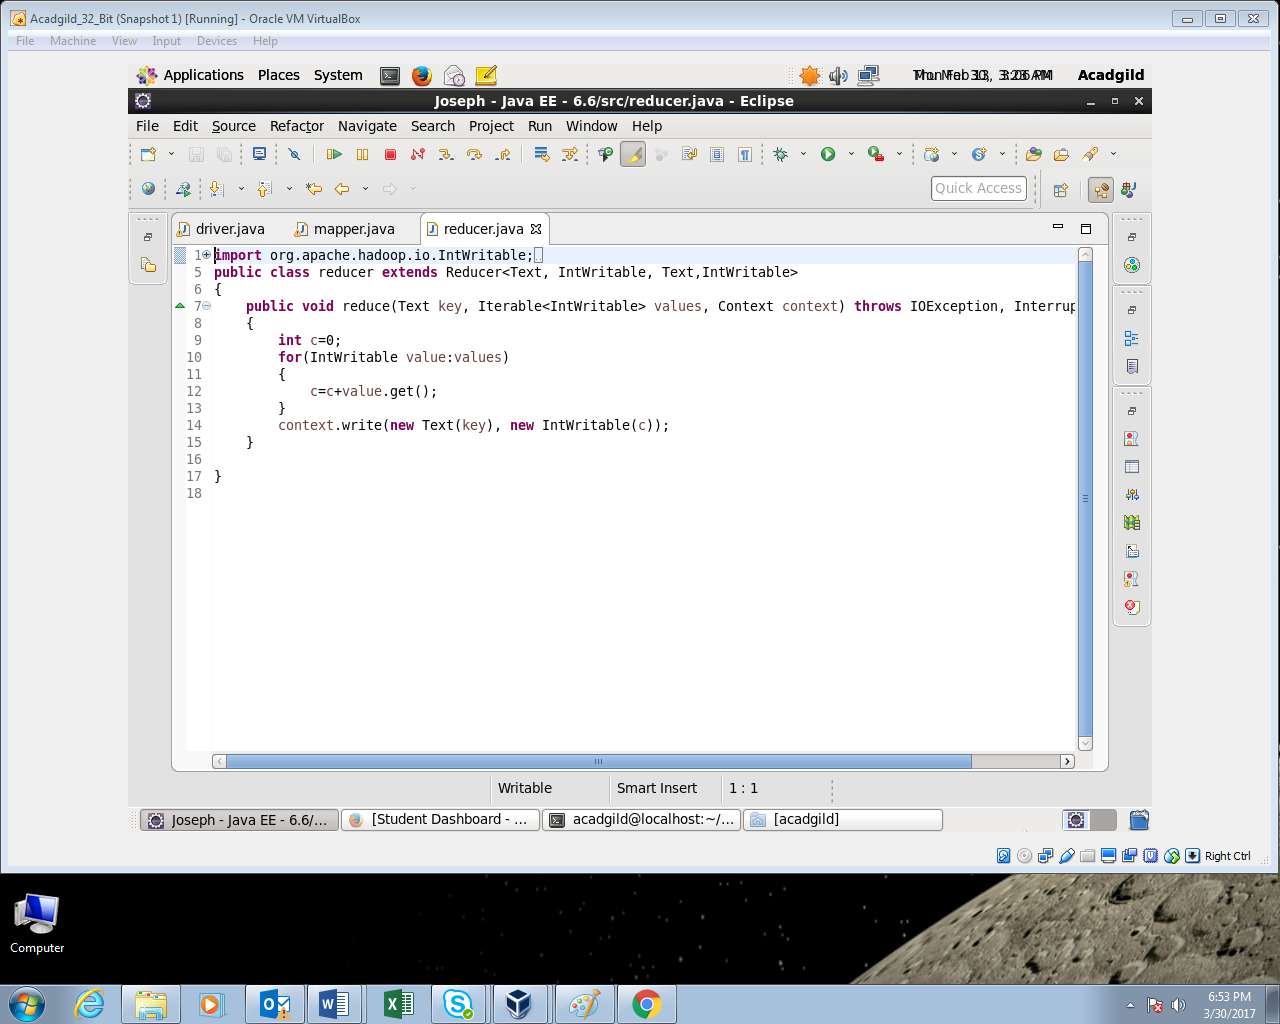 Acadgild_32_Bit (Snapshot 1) [Running] - Oracle VM VirtualBox
File Machine View Input Devices Help
Applications Places System Acadgild
Joseph - Java EE - 6.6/src/reducer.java - Eclipse
File Edit Source Refactor Navigate Search Project Run Window Help
Quick Access
driver.java mapper.java reducer.java
1 import org.apache.hadoop.io.IntWritable;
5 public class reducer extends Reducer<Text, IntWritable, Text,IntWritable>
6 {
7 public void reduce(Text key, Iterable<IntWritable> values, Context context) throws IOException, Interrup
8 {
9 int c=0;
10 for(IntWritable value:values)
11 {
12 c=c+value.get();
13 }
14 context.write(new Text(key), new IntWritable(c));
15 }
16
17 }
18
Writable Smart Insert 1 : 1
Joseph - Java EE - 6.6/... [Student Dashboard - ... acadgild@localhost:~/... [acadgild]
Right Ctrl
Computer
6:53 PM
3/30/2017